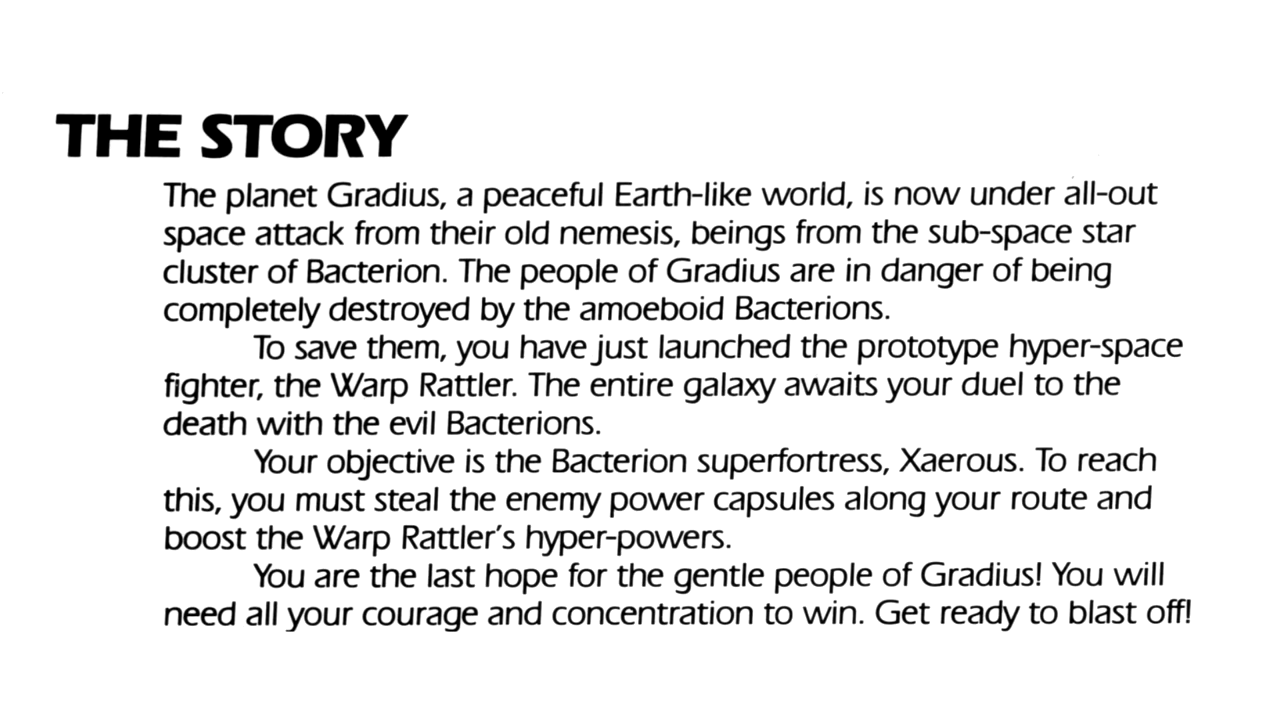 THE STORY
The planet Gradius, a peaceful Earth-like world, is now under all-out
space attack from their old nemesis, beings from the sub-space star
cluster of Bacterion. The people of Gradius are in danger of being
completely destroyed by the amoeboid Bacterions.
To save them, you have just launched the prototype hyper-space
fighter, the Warp Rattler. The entire galaxy awaits your duel to the
death with the evil Bacterions.
Your objective is the Bacterion superfortress, Xaerous. To reach
this, you must steal the enemy power capsules along your route and
boost the Warp Rattler's hyper-powers.
You are the last hope for the gentle people of Gradius! You will
need all your courage and concentration to win. Get ready to blast off!